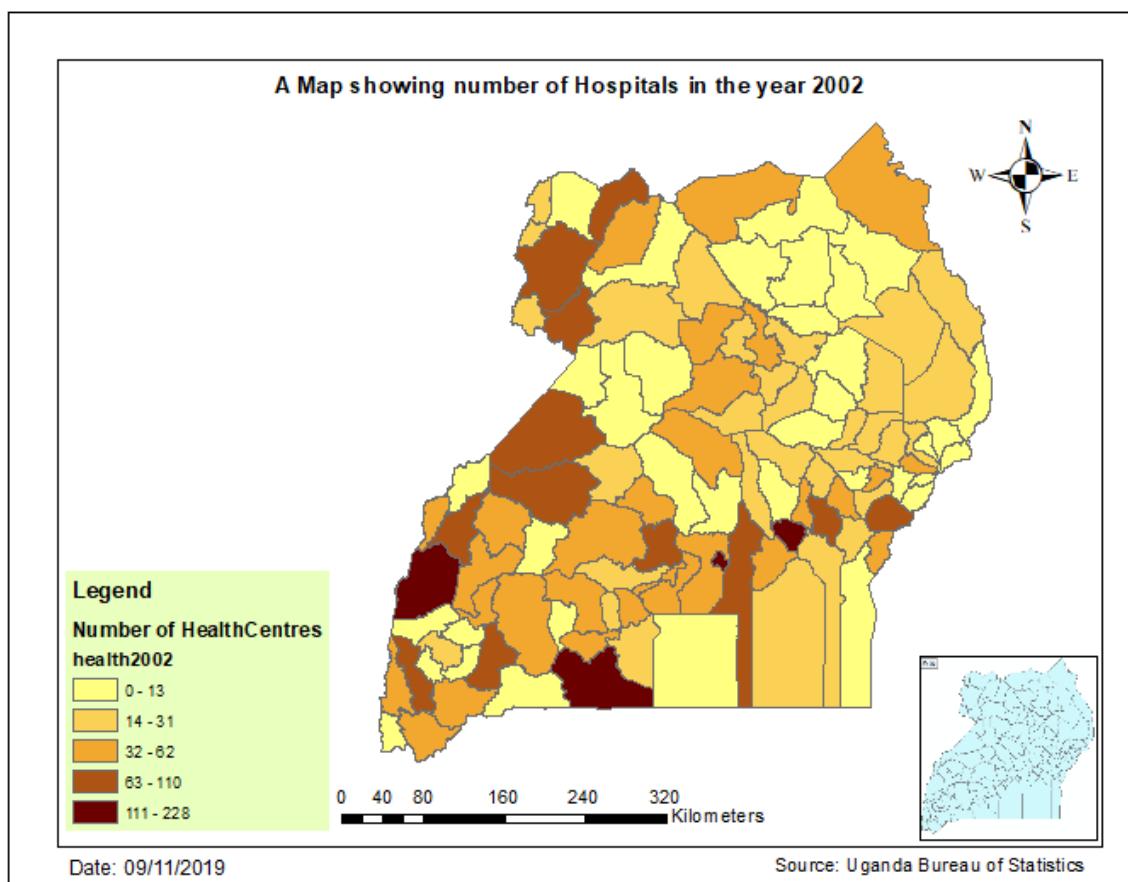 A Map showing number of Hospitals in the year 2002
N
W E
S
Legend
Number of HealthCentres
health2002
0 - 13
14 - 31
32 - 62
63 - 110
111 - 228
0 40 80 160 240 320
Kilometers
Date: 09/11/2019
Source: Uganda Bureau of Statistics